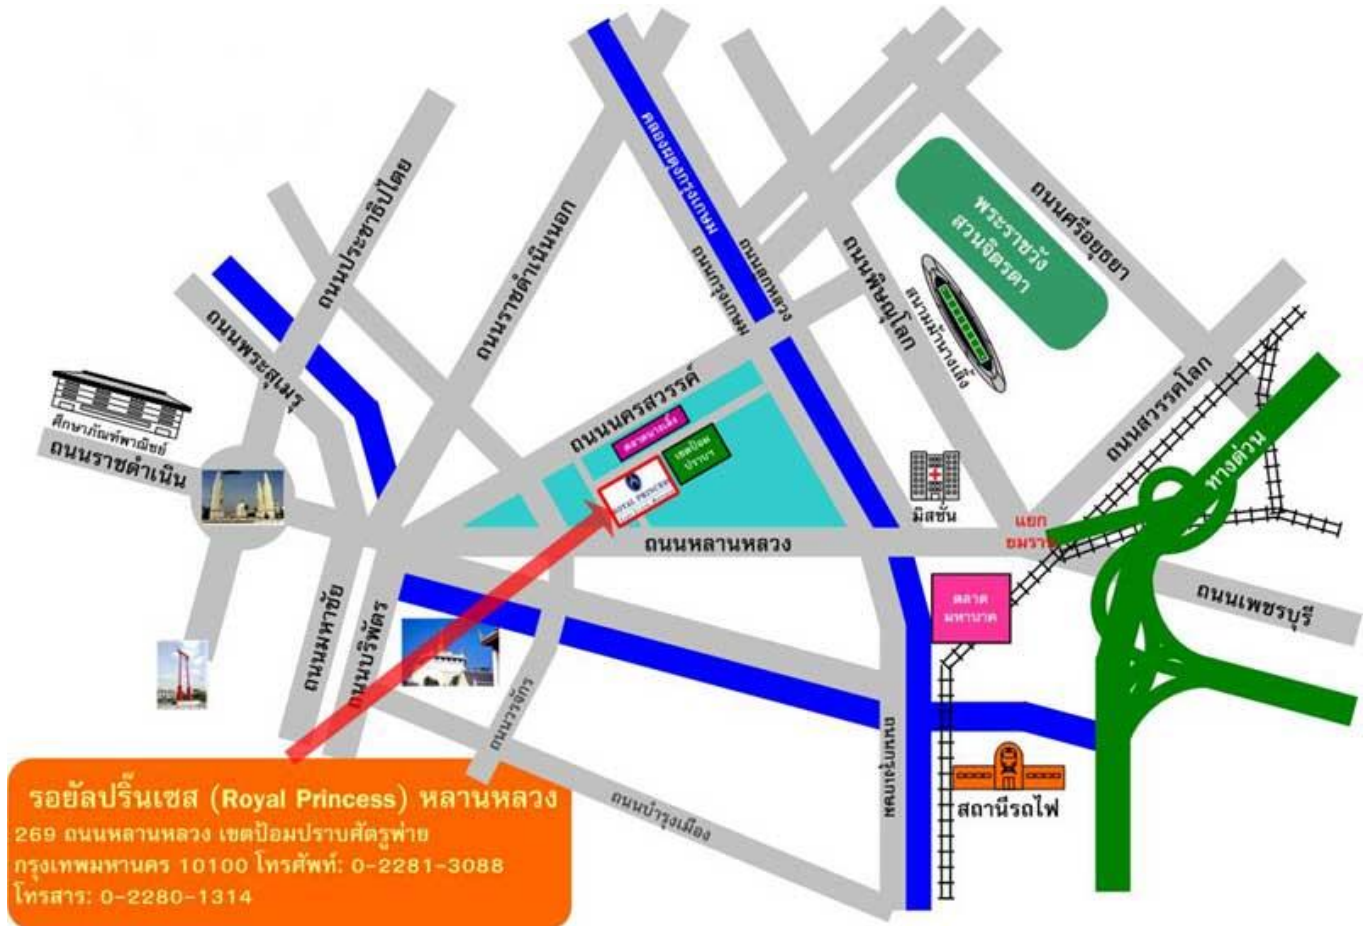 คลองผดุงกรุงเกษม
ถนนประชาธิปไตย
ถนนราชดำเนินนอก
ถนนลูกหลวง
ถนนกรุงเกษม
ถนนศรีอยุธยา
พระราชวัง
สวนจิตรดา
ถนนพิษณุโลก
สนามม้านางเลิ้ง
ถนนพระสุเมรุ
ศึกษาภัณฑ์พาณิชย์
ถนนราชดำเนิน
ถนนนครสวรรค์
ตลาดนางเลิ้ง
เขตป้อม
ปราบฯ
ROYAL PRINCESS
ถนนสวรรคโลก
ทางด่วน
มิสชั่น
แยก
ยมราช
ถนนหลานหลวง
ตลาด
มหานาค
ถนนเพชรบุรี
ถนนมหาชัย
ถนนบริพัตร
ถนนวรจักร
ถนนกรุงเกษม
สถานีรถไฟ
ถนนบำรุงเมือง
รอยัลปริ๊นเซส (Royal Princess) หลานหลวง
269 ถนนหลานหลวง เขตป้อมปราบศัตรูพ่าย
กรุงเทพมหานคร 10100 โทรศัพท์: 0-2281-3088
โทรสาร: 0-2280-1314